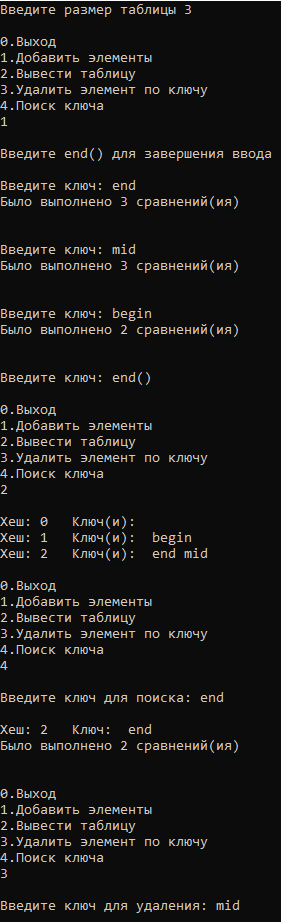 Введите размер таблицы 3
0.Выход
1.Добавить элементы
2.Вывести таблицу
3.Удалить элемент по ключу
4.Поиск ключа
1
Введите end() для завершения ввода
Введите ключ: end
Было выполнено 3 сравнений(ия)
Введите ключ: mid
Было выполнено 3 сравнений(ия)
Введите ключ: begin
Было выполнено 2 сравнений(ия)
Введите ключ: end()
0.Выход
1.Добавить элементы
2.Вывести таблицу
3.Удалить элемент по ключу
4.Поиск ключа
2
Хеш: 0   Ключ(и):
Хеш: 1   Ключ(и):  begin
Хеш: 2   Ключ(и):  end mid
0.Выход
1.Добавить элементы
2.Вывести таблицу
3.Удалить элемент по ключу
4.Поиск ключа
4
Введите ключ для поиска: end
Хеш: 2   Ключ:  end
Было выполнено 2 сравнений(ия)
0.Выход
1.Добавить элементы
2.Вывести таблицу
3.Удалить элемент по ключу
4.Поиск ключа
3
Введите ключ для удаления: mid